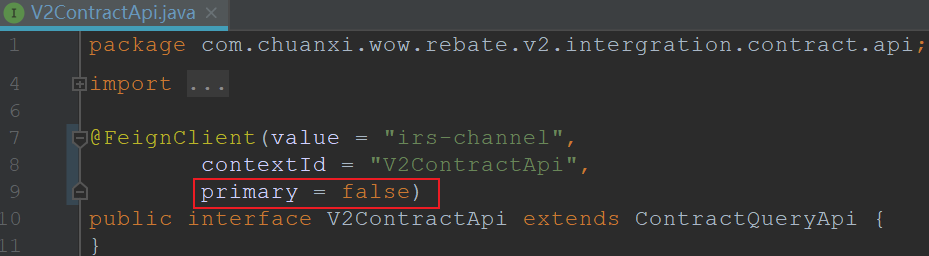 V2ContractApi.java ×
1 package com.chuanxi.wow.rebate.v2.intergration.contract.api;
4 import ...
6
7 @FeignClient(value = "irs-channel",
8 contextId = "V2ContractApi",
9 primary = false)
10 public interface V2ContractApi extends ContractQueryApi {
11 }